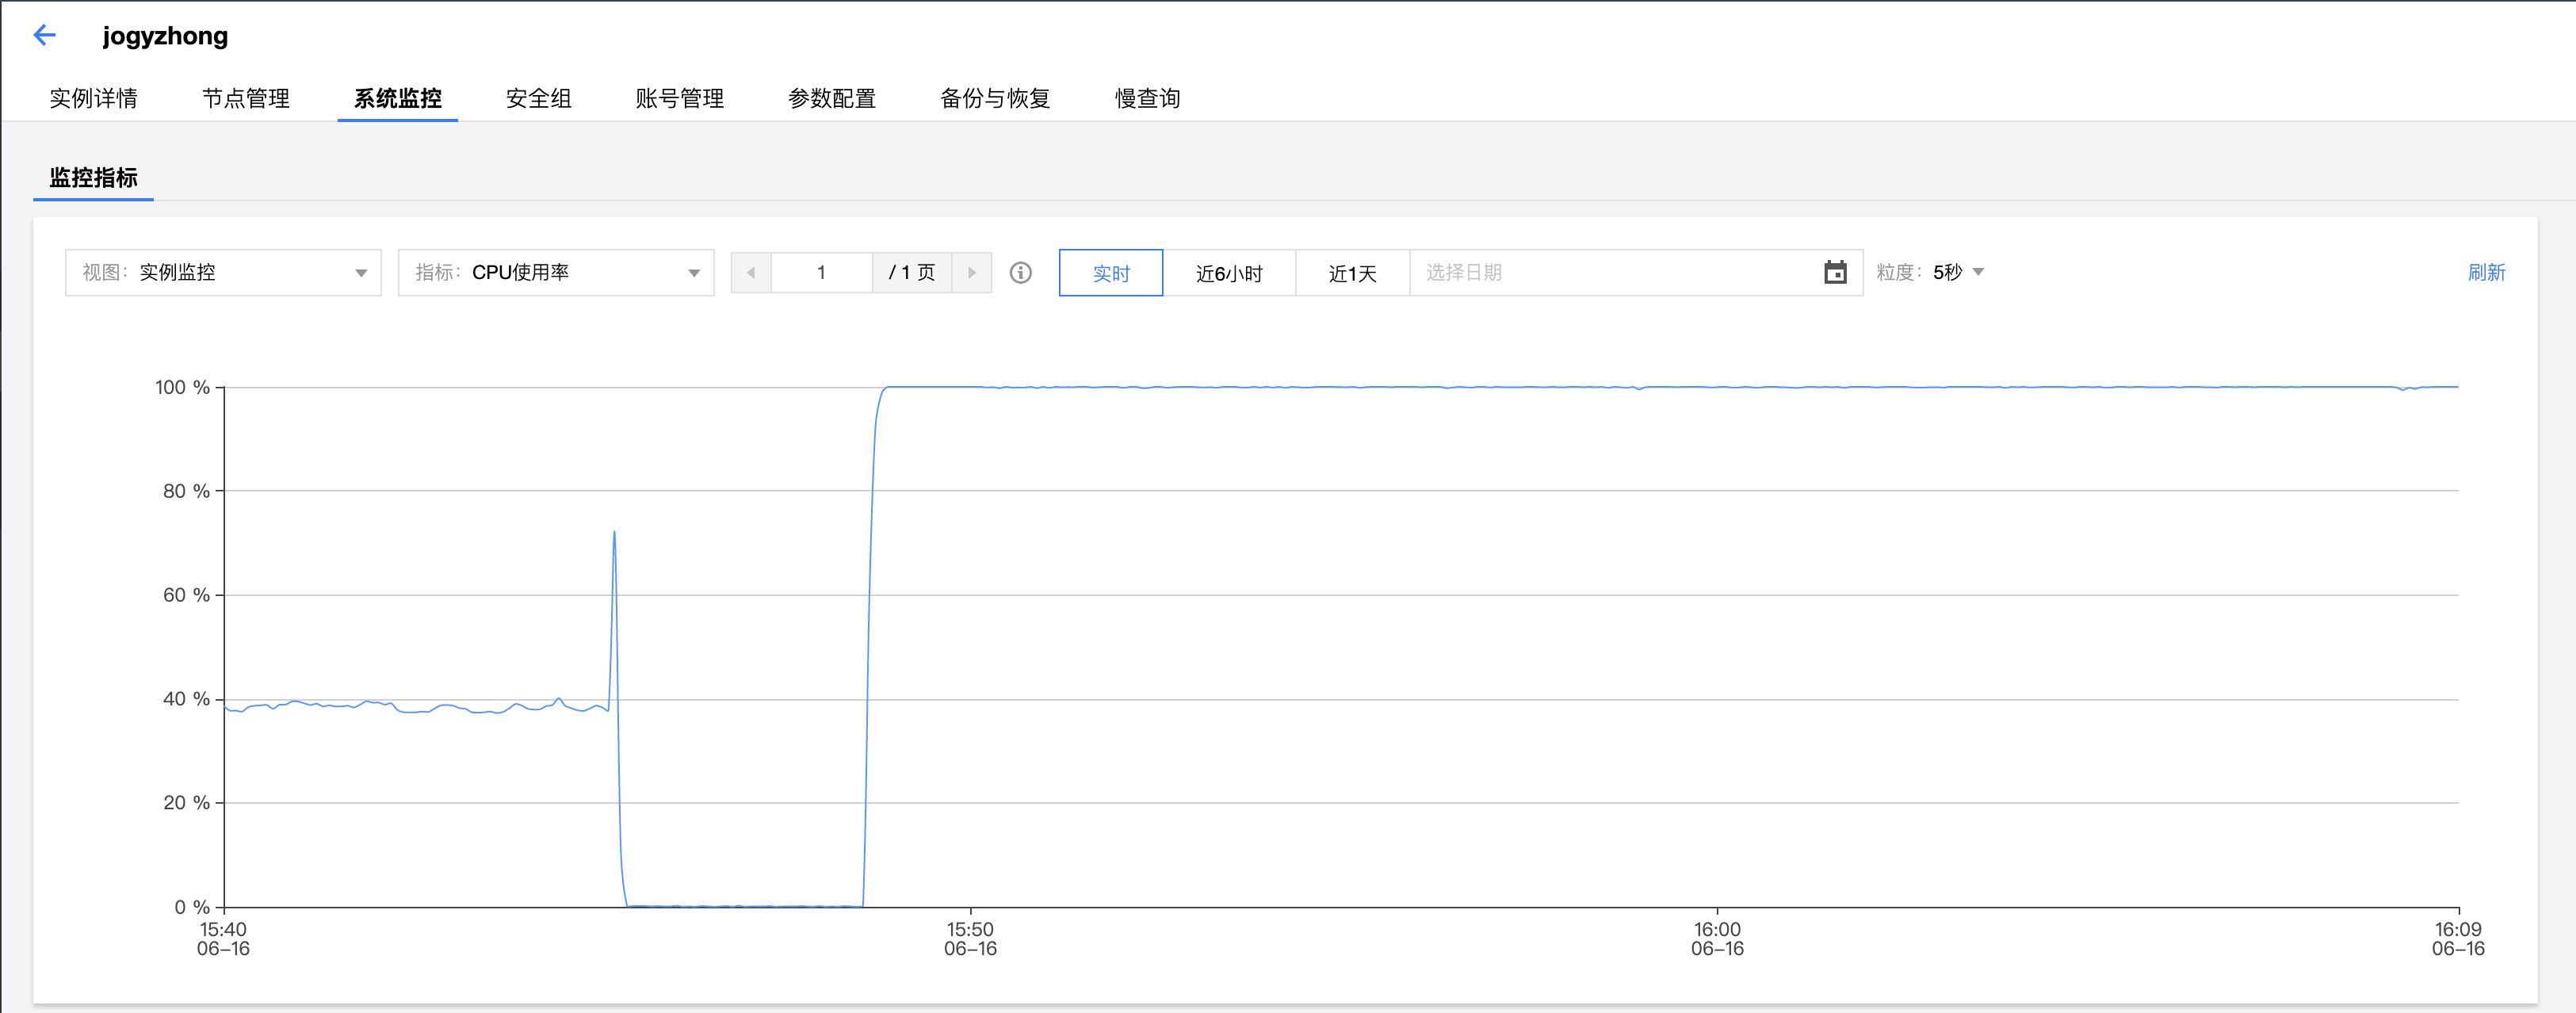 jogyzhong
实例详情 节点管理 系统监控 安全组 账号管理 参数配置 备份与恢复 慢查询
监控指标
视图: 实例监控 指标: CPU使用率 1 / 1 页 实时 近6小时 近1天 选择日期 粒度: 5秒 刷新
100 %
80 %
60 %
40 %
20 %
0 %
15:40 15:50 16:00 16:09
06-16 06-16 06-16 06-16